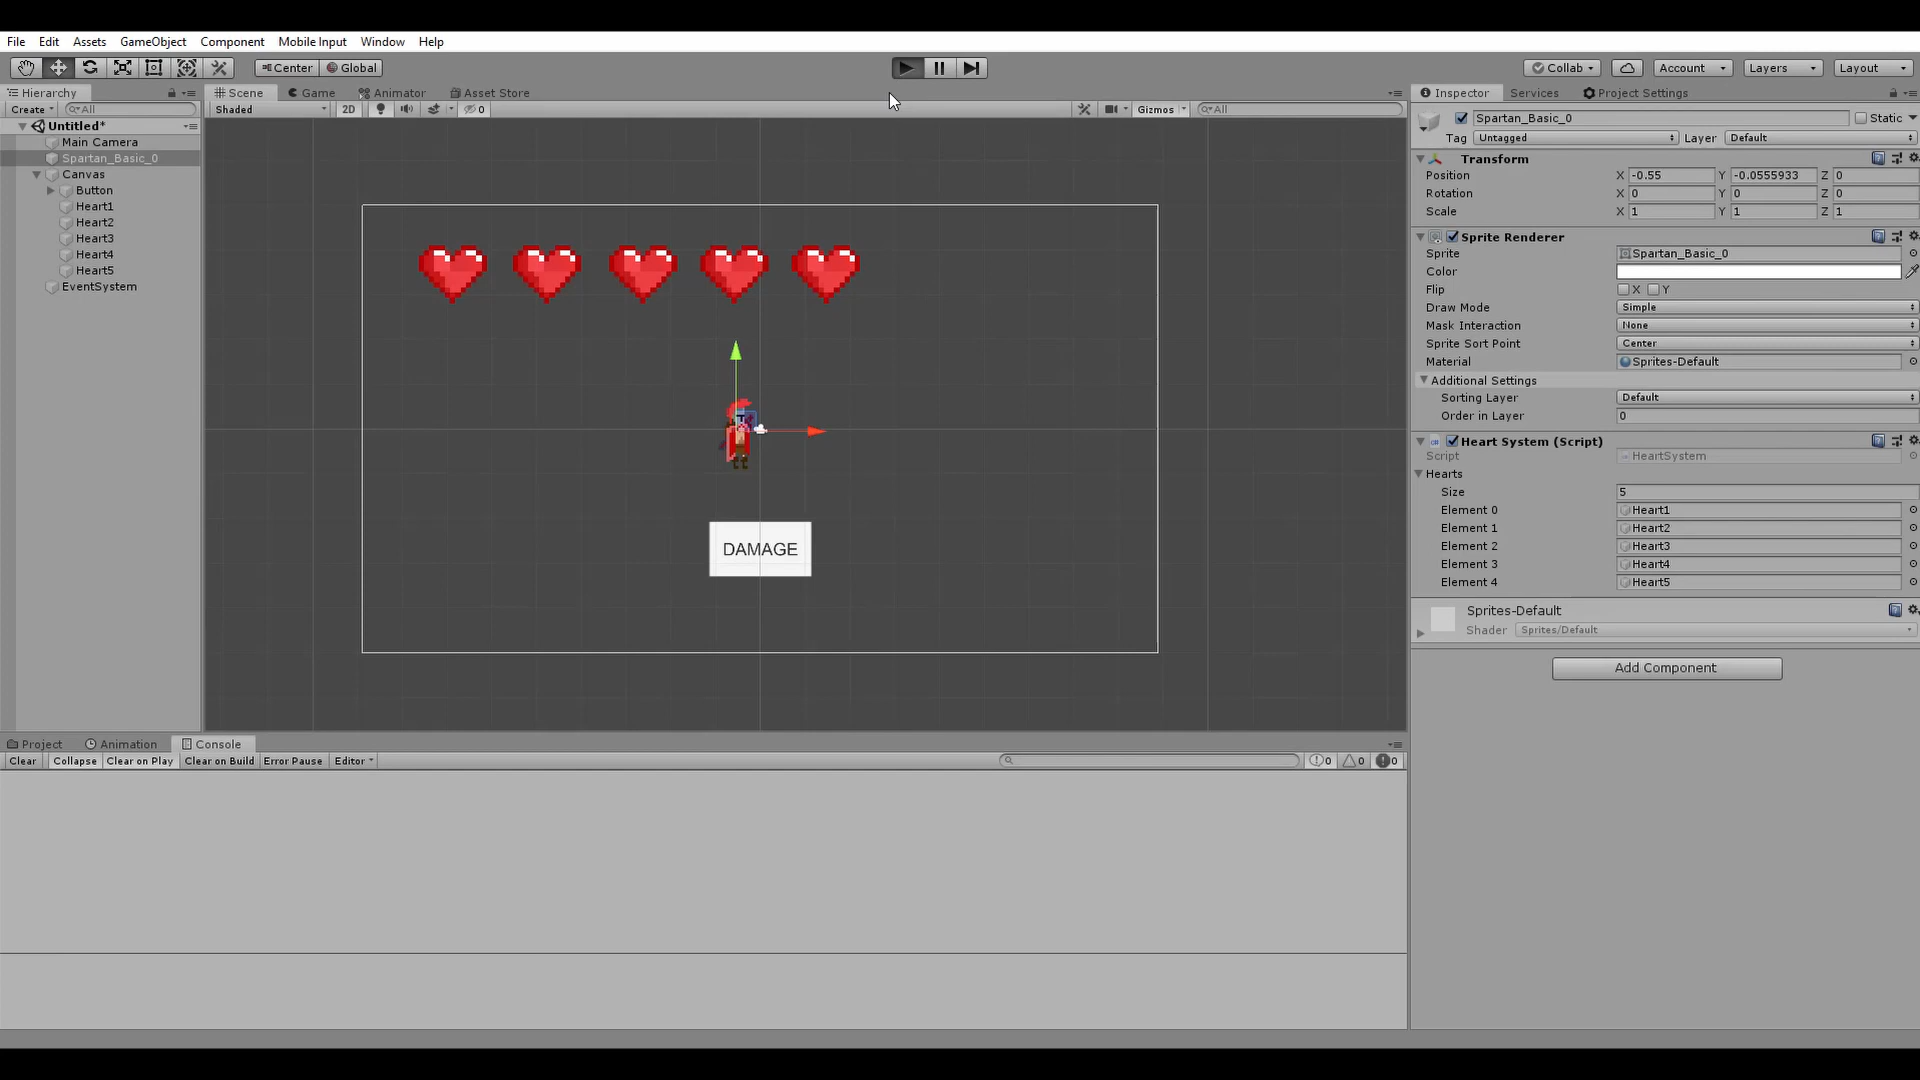 File Edit Assets GameObject Component Mobile Input Window Help
Center Global Collab Account Layers Layout
Hierarchy Scene Game Animator Asset Store Inspector Services Project Settings
Create All Shaded 2D 0 Gizmos All
Untitled*
Main Camera
Spartan_Basic_0
Canvas
Button
Heart1
Heart2
Heart3
Heart4
Heart5
EventSystem
DAMAGE
Spartan_Basic_0 Static
Tag Untagged Layer Default
Transform
Position X -0.55 Y -0.0555933 Z 0
Rotation X 0 Y 0 Z 0
Scale X 1 Y 1 Z 1
Sprite Renderer
Sprite Spartan_Basic_0
Color
Flip X Y
Draw Mode Simple
Mask Interaction None
Sprite Sort Point Center
Material Sprites-Default
Additional Settings
Sorting Layer Default
Order in Layer 0
Heart System (Script)
Script HeartSystem
Hearts
Size 5
Element 0 Heart1
Element 1 Heart2
Element 2 Heart3
Element 3 Heart4
Element 4 Heart5
Sprites-Default
Shader Sprites/Default
Add Component
Project Animation Console
Clear Collapse Clear on Play Clear on Build Error Pause Editor 0 0 0